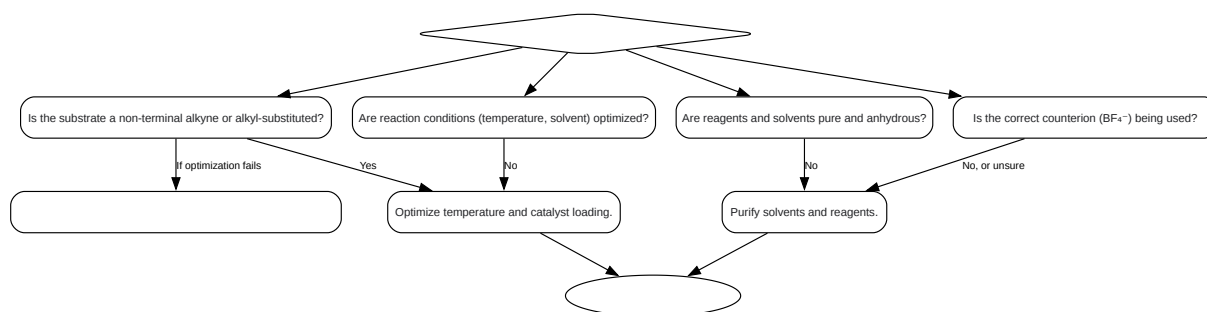 Is the substrate a non-terminal alkyne or alkyl-substituted?
Are reaction conditions (temperature, solvent) optimized?
Are reagents and solvents pure and anhydrous?
Is the correct counterion (BF₄⁻) being used?
If optimization fails
Yes
No
No
No, or unsure
Optimize temperature and catalyst loading.
Purify solvents and reagents.